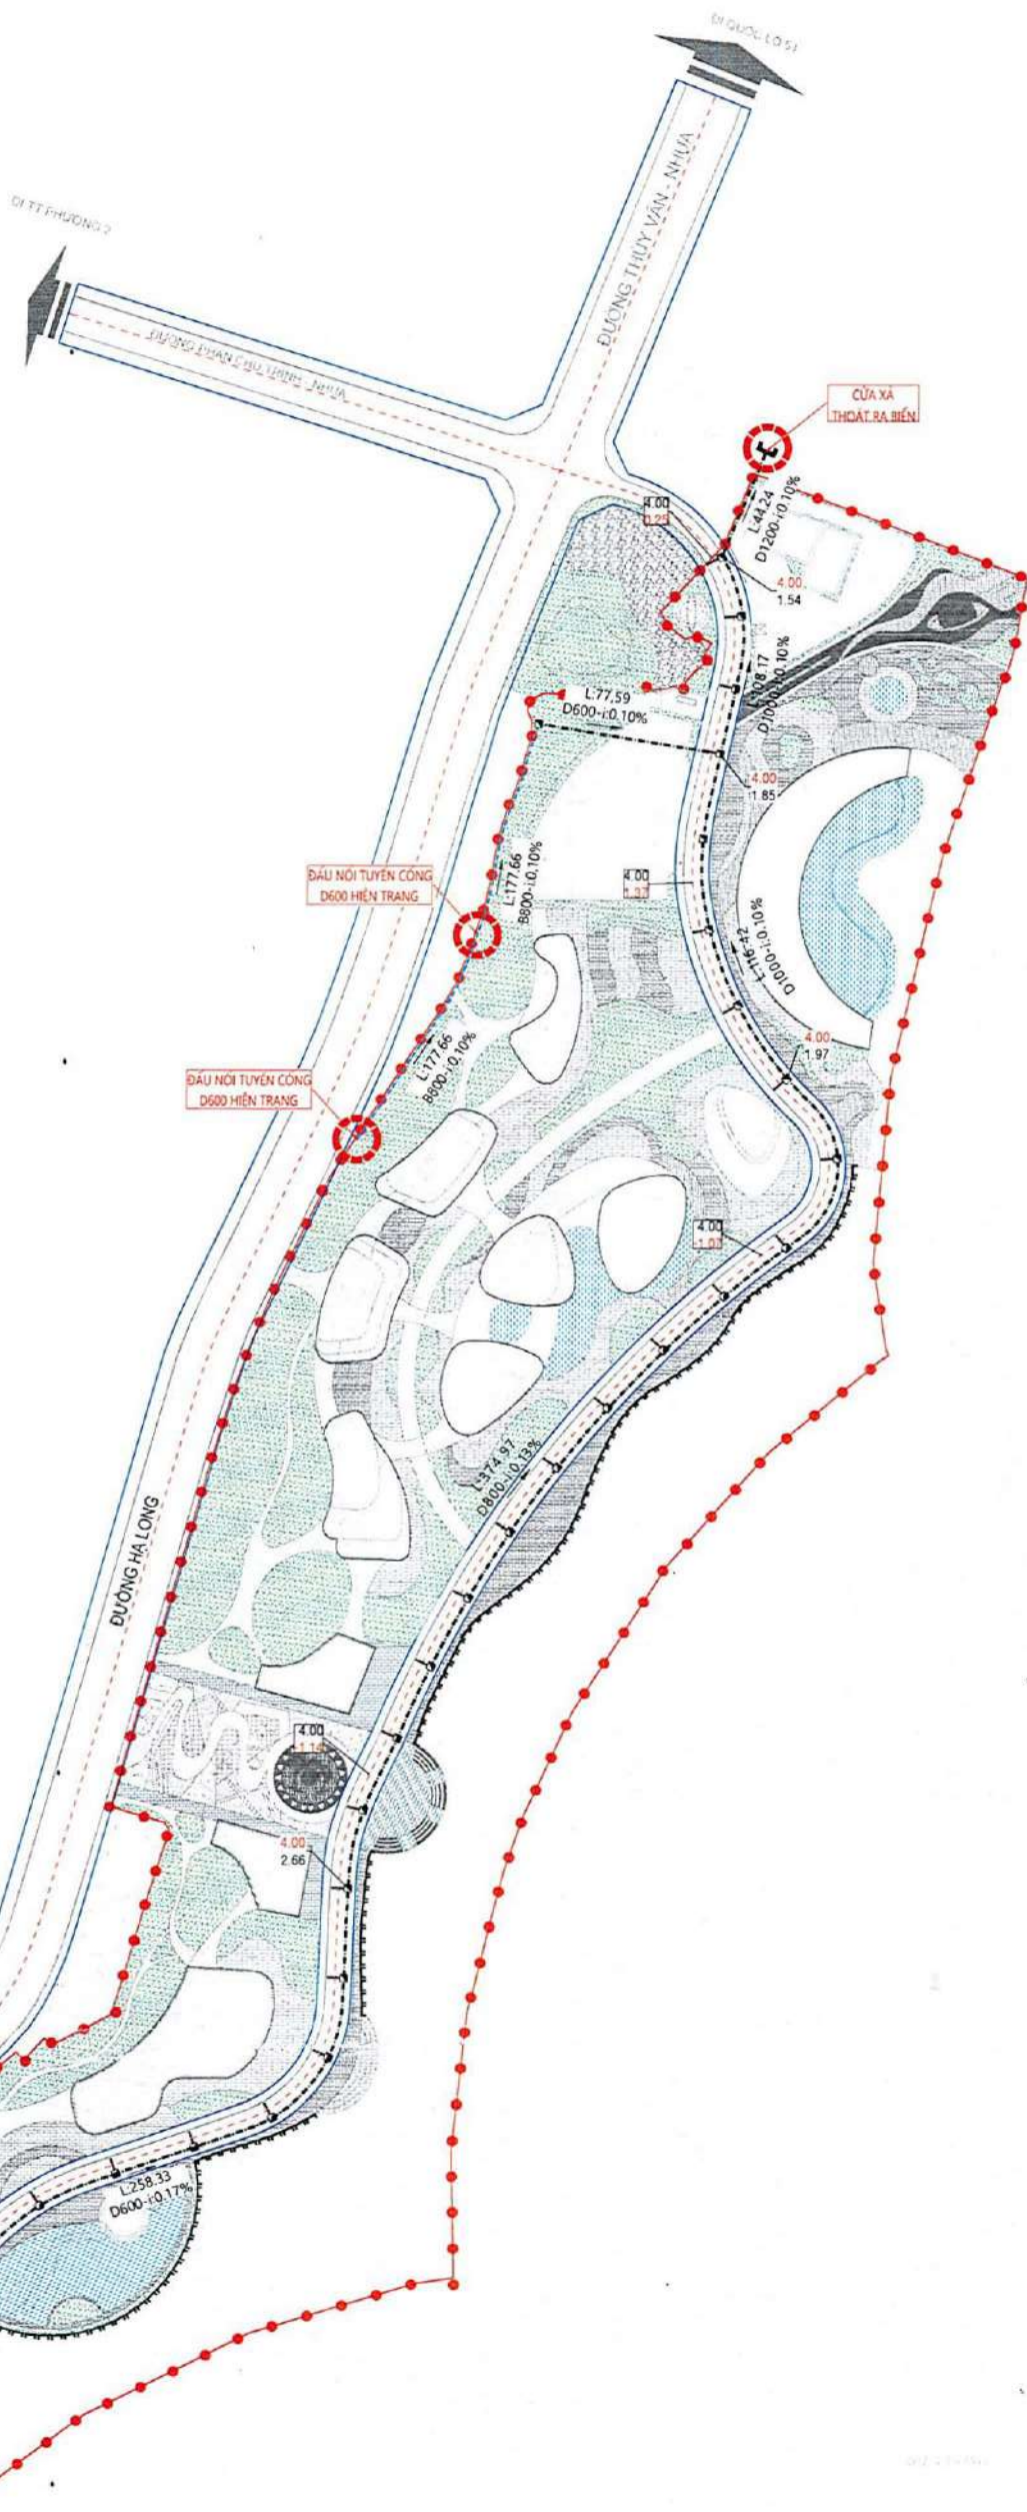 ĐI QUỐC LỘ 51
ĐI TT PHƯỜNG 2
ĐƯỜNG THÙY VÂN - NHỰA
ĐƯỜNG PHAN CHU TRINH - NHỰA
CỬA XẢ
THOÁT RA BIỂN
4.00
0.25
L:44.24
D1200-i:0.10%
4.00
1.54
D1000-i:0.10%
L:77.59
D600-i:0.10%
4.00
1.85
L:177.66
B800-i:0.10%
ĐẤU NỐI TUYẾN CỐNG
D600 HIỆN TRẠNG
4.00
L:116.42
D1000-i:0.10%
4.00
1.97
L:177.66
B800-i:0.10%
ĐẤU NỐI TUYẾN CỐNG
D600 HIỆN TRẠNG
4.00
1.07
L:374.97
D800-i:0.13%
ĐƯỜNG HẠ LONG
4.00
4.00
2.66
L:258.33
D600-i:0.17%